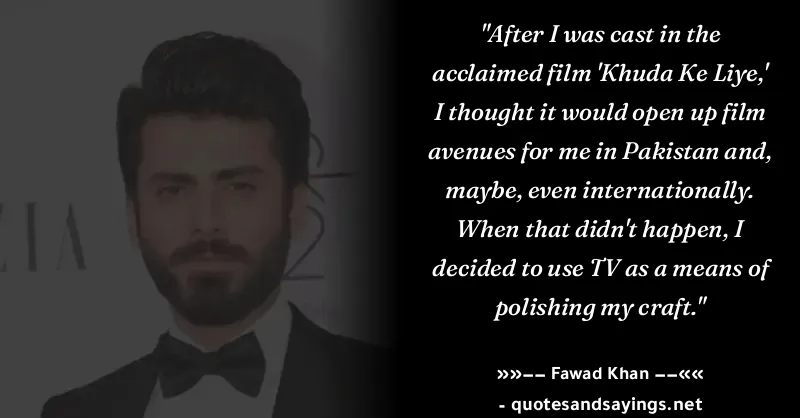 "After I was cast in the
acclaimed film 'Khuda Ke Liye,'
I thought it would open up film
avenues for me in Pakistan and,
maybe, even internationally.
When that didn't happen, I
decided to use TV as a means of
polishing my craft."
»»−− Fawad Khan −−««
- quotesandsayings.net
ZIA